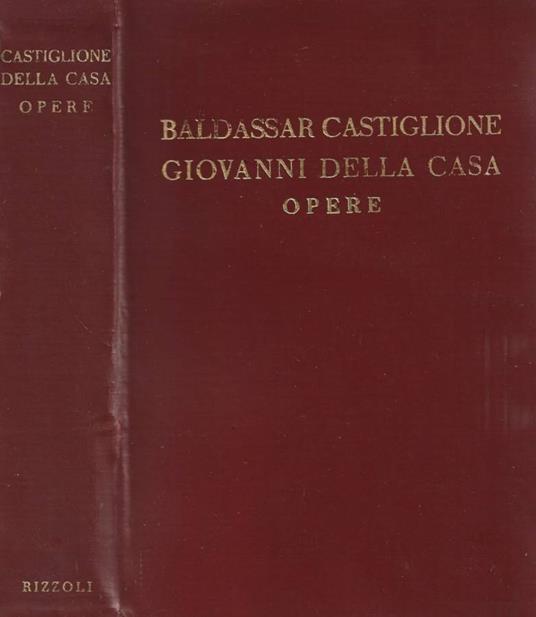 CASTIGLIONE
DELLA CASA
OPERE
RIZZOLI
BALDASSAR CASTIGLIONE
GIOVANNI DELLA CASA
OPERE